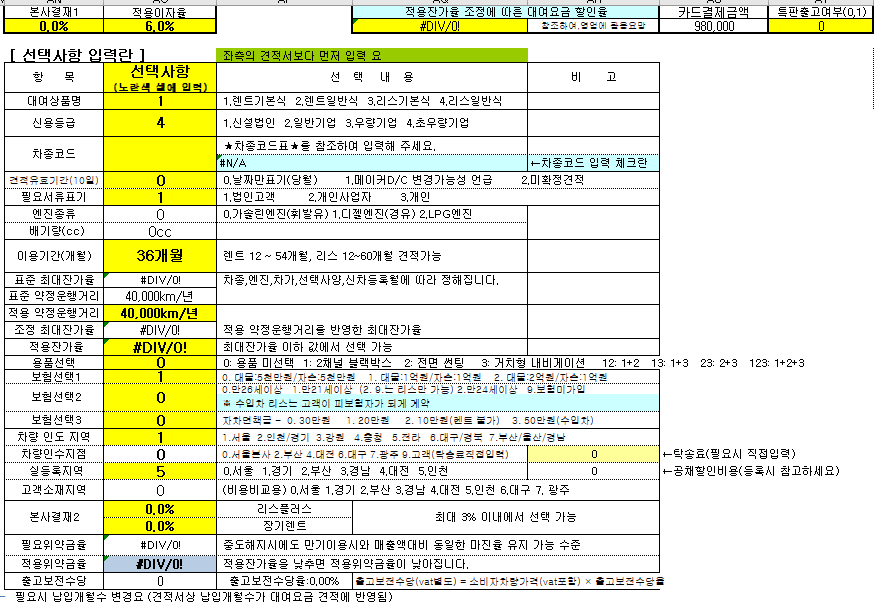 본사경재1 적용이자율 적용잔가율 조정에 따른 대여요금 할인율 카드결제금액 특판출고여부(0,1)
0.0% 6.0% #DIV/0! 참조하여,영업에 활용요망 980,000 0
[ 선택사항 입력란 ] 좌측의 견적서보다 먼저 입력 요
항 목 선택사항 선 택 내 용 비 고
(노란색 셀에 입력)
대여상품명 1 1.렌트기본식 2.렌트일반식 3.리스기본식 4.리스일반식
신용등급 4 1.신설법인 2.일반기업 3.우량기업 4.초우량기업
차종코드 ★차종코드표★을 참조하여 입력해 주세요.
#N/A ←차종코드 입력 체크란
견적유효기간(10일) 0 0.날짜만표기(당월) 1.메이커D/C 변경가능성 언급 2.미확정견적
필요서류표기 1 1.법인고객 2.개인사업자 3.개인
엔진종류 0 0.가솔린엔진(휘발유) 1.디젤엔진(경유) 2.LPG엔진
배기량(cc) 0cc
이용기간(개월) 36개월 렌트 12 ~ 54개월, 리스 12~60개월 견적가능
표준 최대잔가율 #DIV/0! 차종,엔진,차가,선택사양,신차등록월에 따라 정해집니다.
표준 약정운행거리 40,000km/년
적용 약정운행거리 40,000km/년
조정 최대잔가율 #DIV/0! 적용 약정운행거리를 반영한 최대잔가율
적용잔가율 #DIV/0! 최대잔가율 이하 값에서 선택 가능
용품선택 0 0: 용품 미선택 1: 2채널 블랙박스 2: 전면 썬팅 3: 거치형 내비게이션 12: 1+2 13: 1+3 23: 2+3 123: 1+2+3
보험선택1 1 0. 대물:5천만원/자손:5천만원 1. 대물:1억원/자손:1억원 2. 대물:2억원/자손:1억원
보험선택2 0 0.만26세이상 1.만21세이상 (2. 9.는 리스만 가능) 2.만24세이상 9.보험미가입
※ 수입차 리스는 고객이 피보험자가 되게 계약
보험선택3 0 자차면책금 - 0.30만원 1.20만원 2.10만원(렌트 불가) 3.50만원(수입차)
차량 인도 지역 1 1.서울 2.인천/경기 3.강원 4.충청 5.전라 6.대구/경북 7.부산/울산/경남
차량인수지점 0 0.서울본사 2.부산 4.대전 6.대구 7.광주 9.고객(탁송료직접입력) 0 ←탁송료(필요시 직접입력)
실등록지역 5 0.서울 1.경기 2.부산 3.경남 4.대전 5.인천 0 ←공채할인비용(등록시 참고하세요)
고객소재지역 0 (비용비교용) 0.서울 1.경기 2.부산 3.경남 4.대전 5.인천 6.대구 7. 광주
본사경재2 0.0% 리스플러스 최대 3% 이내에서 선택 가능
0.0% 장기렌트
필요위약금율 #DIV/0! 중도해지시에도 만기이용시와 매출액대비 동일한 마진율 유지 가능 수준
적용위약금율 #DIV/0! 적용잔가율을 낮추면 적용위약금율이 낮아집니다.
출고보전수당 0 출고보전수당율:0.00% 출고보전수당(vat별도) = 소비자차량가격(vat포함) × 출고보전수당율
필요시 납입개월수 변경요 (견적서상 납입개월수가 대여요금 견적에 반영됨)